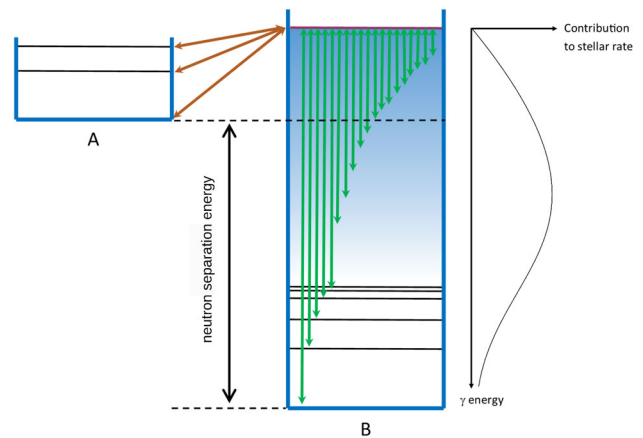 Contribution
to stellar rate
A
neutron separation energy
γ energy
B